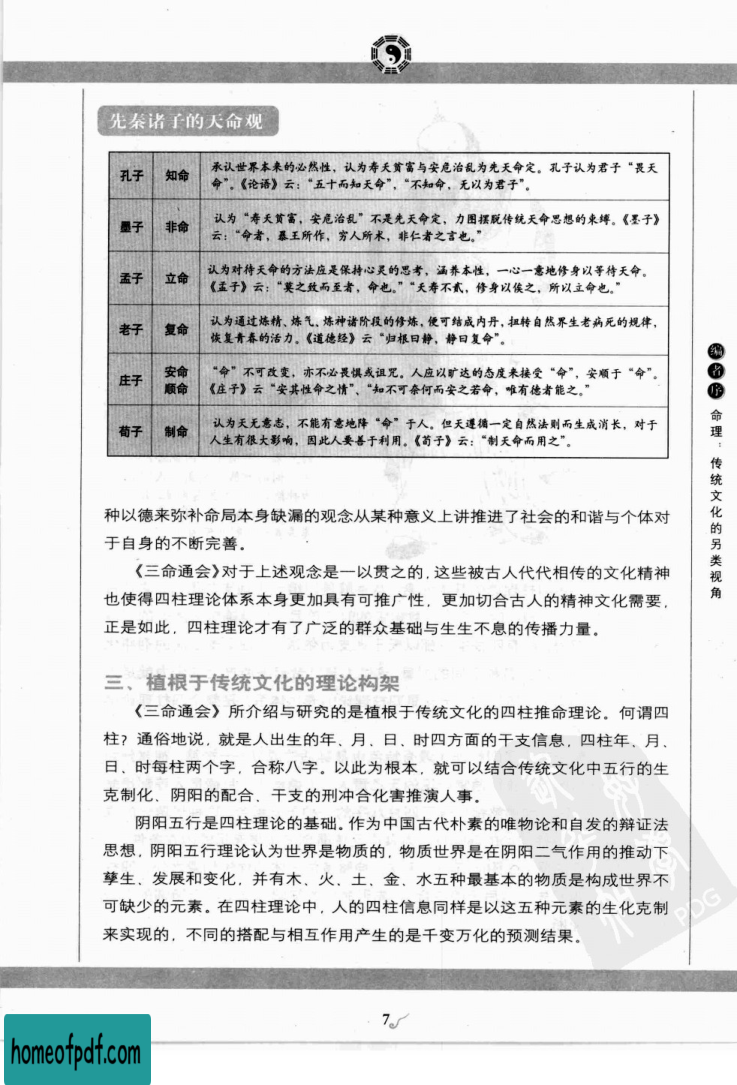 先秦诸子的天命观
孔子 知命 承认世界本来的必然性，认为寿夭贫富与安危治乱为先天命定。孔子认为君子“畏天
命”。《论语》云：“五十而知天命”，“不知命，无以为君子”。
墨子 非命 认为“寿夭贫富，安危治乱”不是先天命定，力图摆脱传统天命思想的束缚。《墨子》
云：“命者，暴王所作，穷人所术，非仁者之言也。”
孟子 立命 认为对待天命的方法应是保持心灵的思考，涵养本性，一心一意地修身以等待天命。
《孟子》云：“莫之致而至者，命也。”“夭寿不贰，修身以俟之，所以立命也。”
老子 复命 认为通过炼精、炼气、炼神诸阶段的修炼，便可结成内丹，扭转自然界生老病死的规律，
恢复青春的活力。《道德经》云“归根曰静，静曰复命”。
庄子 安命
顺命 “命”不可改变，亦不必畏惧或诅咒。人应以旷达的态度来接受“命”，安顺于“命”。
《庄子》云“安其性命之情”、“知不可奈何而安之若命，唯有德者能之。”
荀子 制命 认为天无意志，不能有意地降“命”于人。但天遵循一定自然法则而生成消长，对于
人生有很大影响，因此人要善于利用。《荀子》云：“制天命而用之”。
种以德来弥补命局本身缺漏的观念从某种意义上讲推进了社会的和谐与个体对
于自身的不断完善。
《三命通会》对于上述观念是一以贯之的，这些被古人代代相传的文化精神
也使得四柱理论体系本身更加具有可推广性，更加切合古人的精神文化需要，
正是如此，四柱理论才有了广泛的群众基础与生生不息的传播力量。
三、植根于传统文化的理论构架
《三命通会》所介绍与研究的是植根于传统文化的四柱推命理论。何谓四
柱？通俗地说，就是人出生的年、月、日、时四方面的干支信息，四柱年、月、
日、时每柱两个字，合称八字。以此为根本，就可以结合传统文化中五行的生
克制化、阴阳的配合、干支的刑冲合化害推演人事。
阴阳五行是四柱理论的基础。作为中国古代朴素的唯物论和自发的辩证法
思想，阴阳五行理论认为世界是物质的，物质世界是在阴阳二气作用的推动下
孳生、发展和变化，并有木、火、土、金、水五种最基本的物质是构成世界不
可缺少的元素。在四柱理论中，人的四柱信息同样是以这五种元素的生化克制
来实现的，不同的搭配与相互作用产生的是千变万化的预测结果。
编者序 命理：传统文化的另类视角
PDG
7
homeofpdf.com